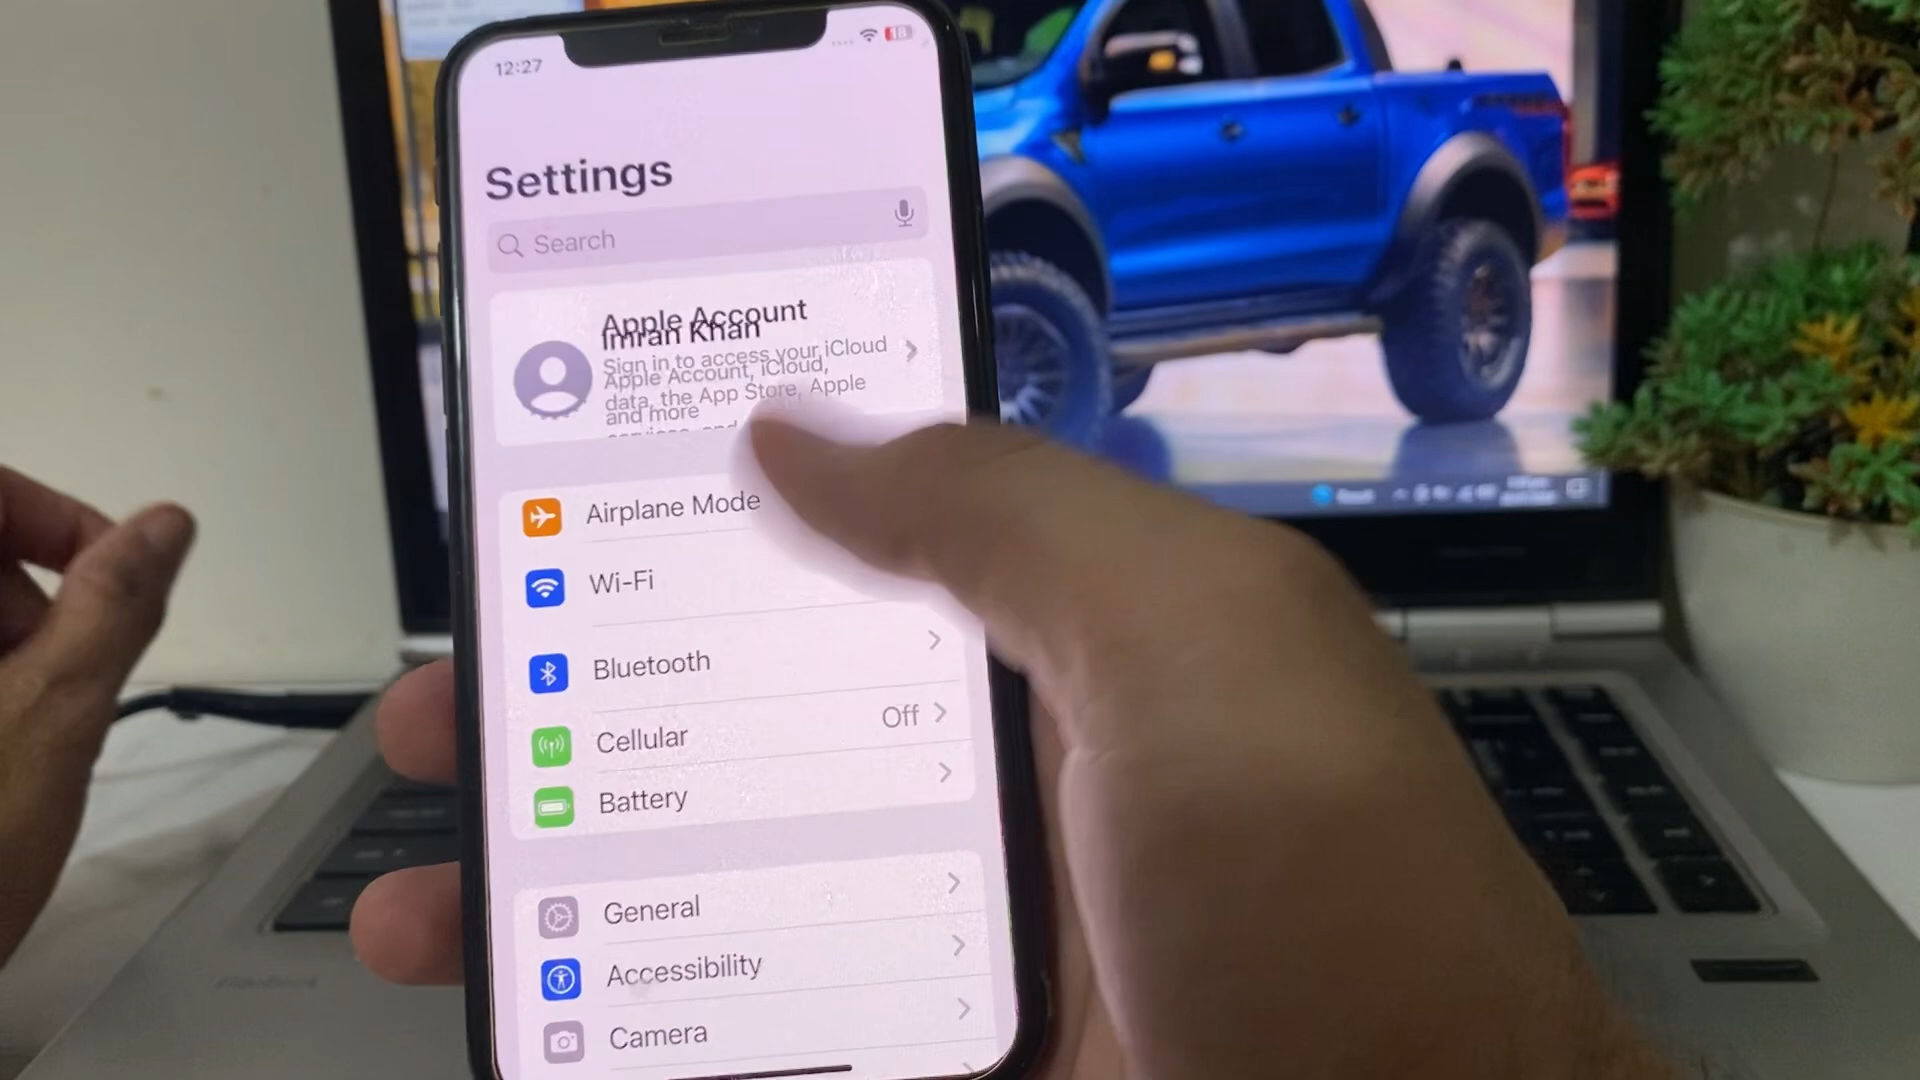 12:27
18
Settings
Search
Apple Account
Imran Khan
Sign in to access your iCloud
Apple Account, iCloud,
data, the App Store, Apple
and more
Airplane Mode
Wi-Fi
Bluetooth
Off
Cellular
Battery
General
Accessibility
Camera